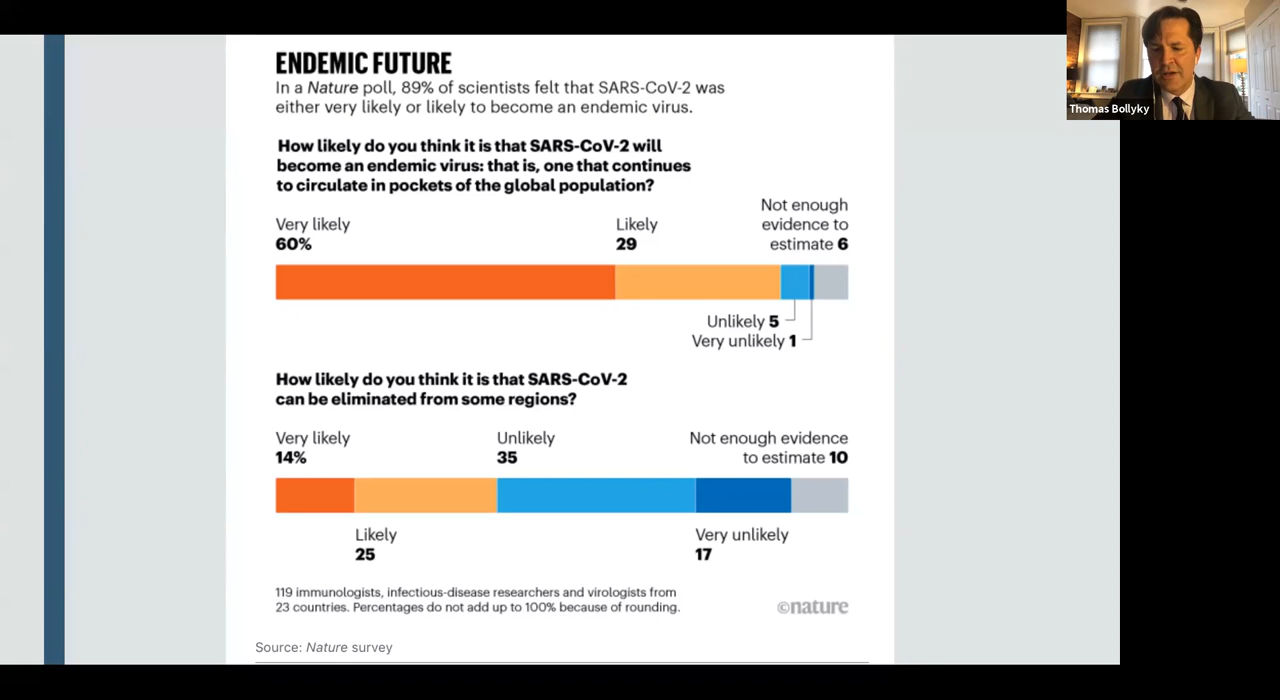 ENDEMIC FUTURE
In a Nature poll, 89% of scientists felt that SARS-CoV-2 was
either very likely or likely to become an endemic virus.
How likely do you think it is that SARS-CoV-2 will
become an endemic virus: that is, one that continues
to circulate in pockets of the global population?
Very likely
60%
Likely
29
Not enough
evidence to
estimate 6
Unlikely 5
Very unlikely 1
How likely do you think it is that SARS-CoV-2
can be eliminated from some regions?
Very likely
14%
Unlikely
35
Not enough evidence
to estimate 10
Likely
25
Very unlikely
17
119 immunologists, infectious-disease researchers and virologists from
23 countries. Percentages do not add up to 100% because of rounding.
©nature
Source: Nature survey
Thomas Bollyky